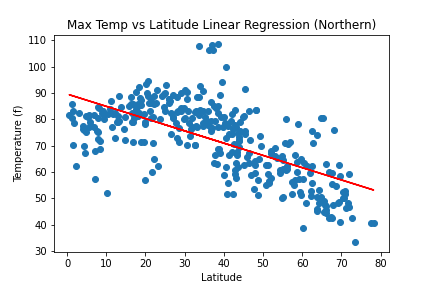 Max Temp vs Latitude Linear Regression (Northern)
110
100
90
80
70
60
50
40
30
Temperature (f)
0 10 20 30 40 50 60 70 80
Latitude